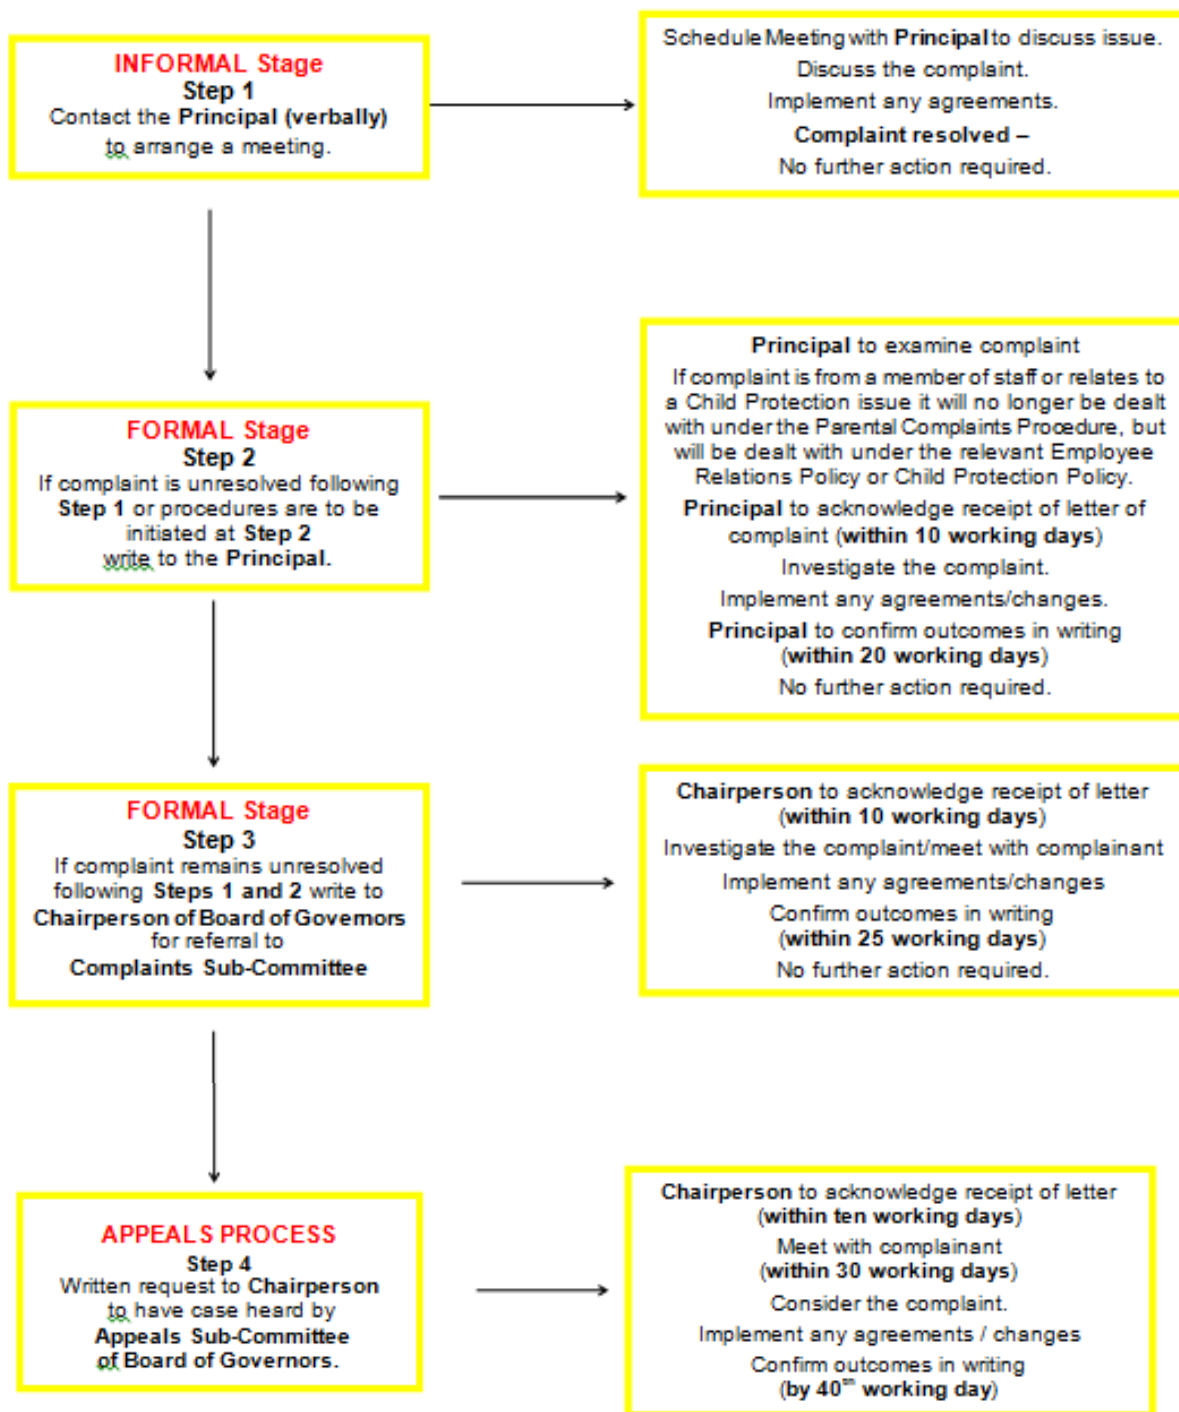 INFORMAL Stage
Step 1
Contact the Principal (verbally)
to arrange a meeting.
Schedule Meeting with Principal to discuss issue.
Discuss the complaint.
Implement any agreements.
Complaint resolved –
No further action required.
FORMAL Stage
Step 2
If complaint is unresolved following
Step 1 or procedures are to be
initiated at Step 2
write to the Principal.
Principal to examine complaint
If complaint is from a member of staff or relates to
a Child Protection issue it will no longer be dealt
with under the Parental Complaints Procedure, but
will be dealt with under the relevant Employee
Relations Policy or Child Protection Policy.
Principal to acknowledge receipt of letter of
complaint (within 10 working days)
Investigate the complaint.
Implement any agreements/changes.
Principal to confirm outcomes in writing
(within 20 working days)
No further action required.
FORMAL Stage
Step 3
If complaint remains unresolved
following Steps 1 and 2 write to
Chairperson of Board of Governors
for referral to
Complaints Sub-Committee
Chairperson to acknowledge receipt of letter
(within 10 working days)
Investigate the complaint/meet with complainant
Implement any agreements/changes
Confirm outcomes in writing
(within 25 working days)
No further action required.
APPEALS PROCESS
Step 4
Written request to Chairperson
to have case heard by
Appeals Sub-Committee
of Board of Governors.
Chairperson to acknowledge receipt of letter
(within ten working days)
Meet with complainant
(within 30 working days)
Consider the complaint.
Implement any agreements / changes
Confirm outcomes in writing
(by 40th working day)